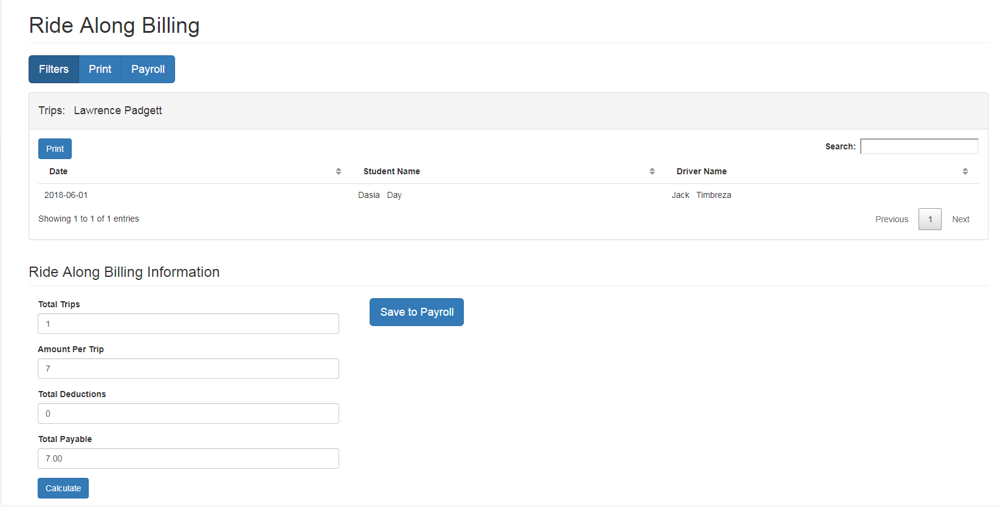 Ride Along Billing
Filters Print Payroll
Trips: Lawrence Padgett
Print Search:
Date Student Name Driver Name
2018-06-01 Dasia Day Jack Timbreza
Showing 1 to 1 of 1 entries Previous 1 Next
Ride Along Billing Information
Total Trips
1
Save to Payroll
Amount Per Trip
7
Total Deductions
0
Total Payable
7.00
Calculate